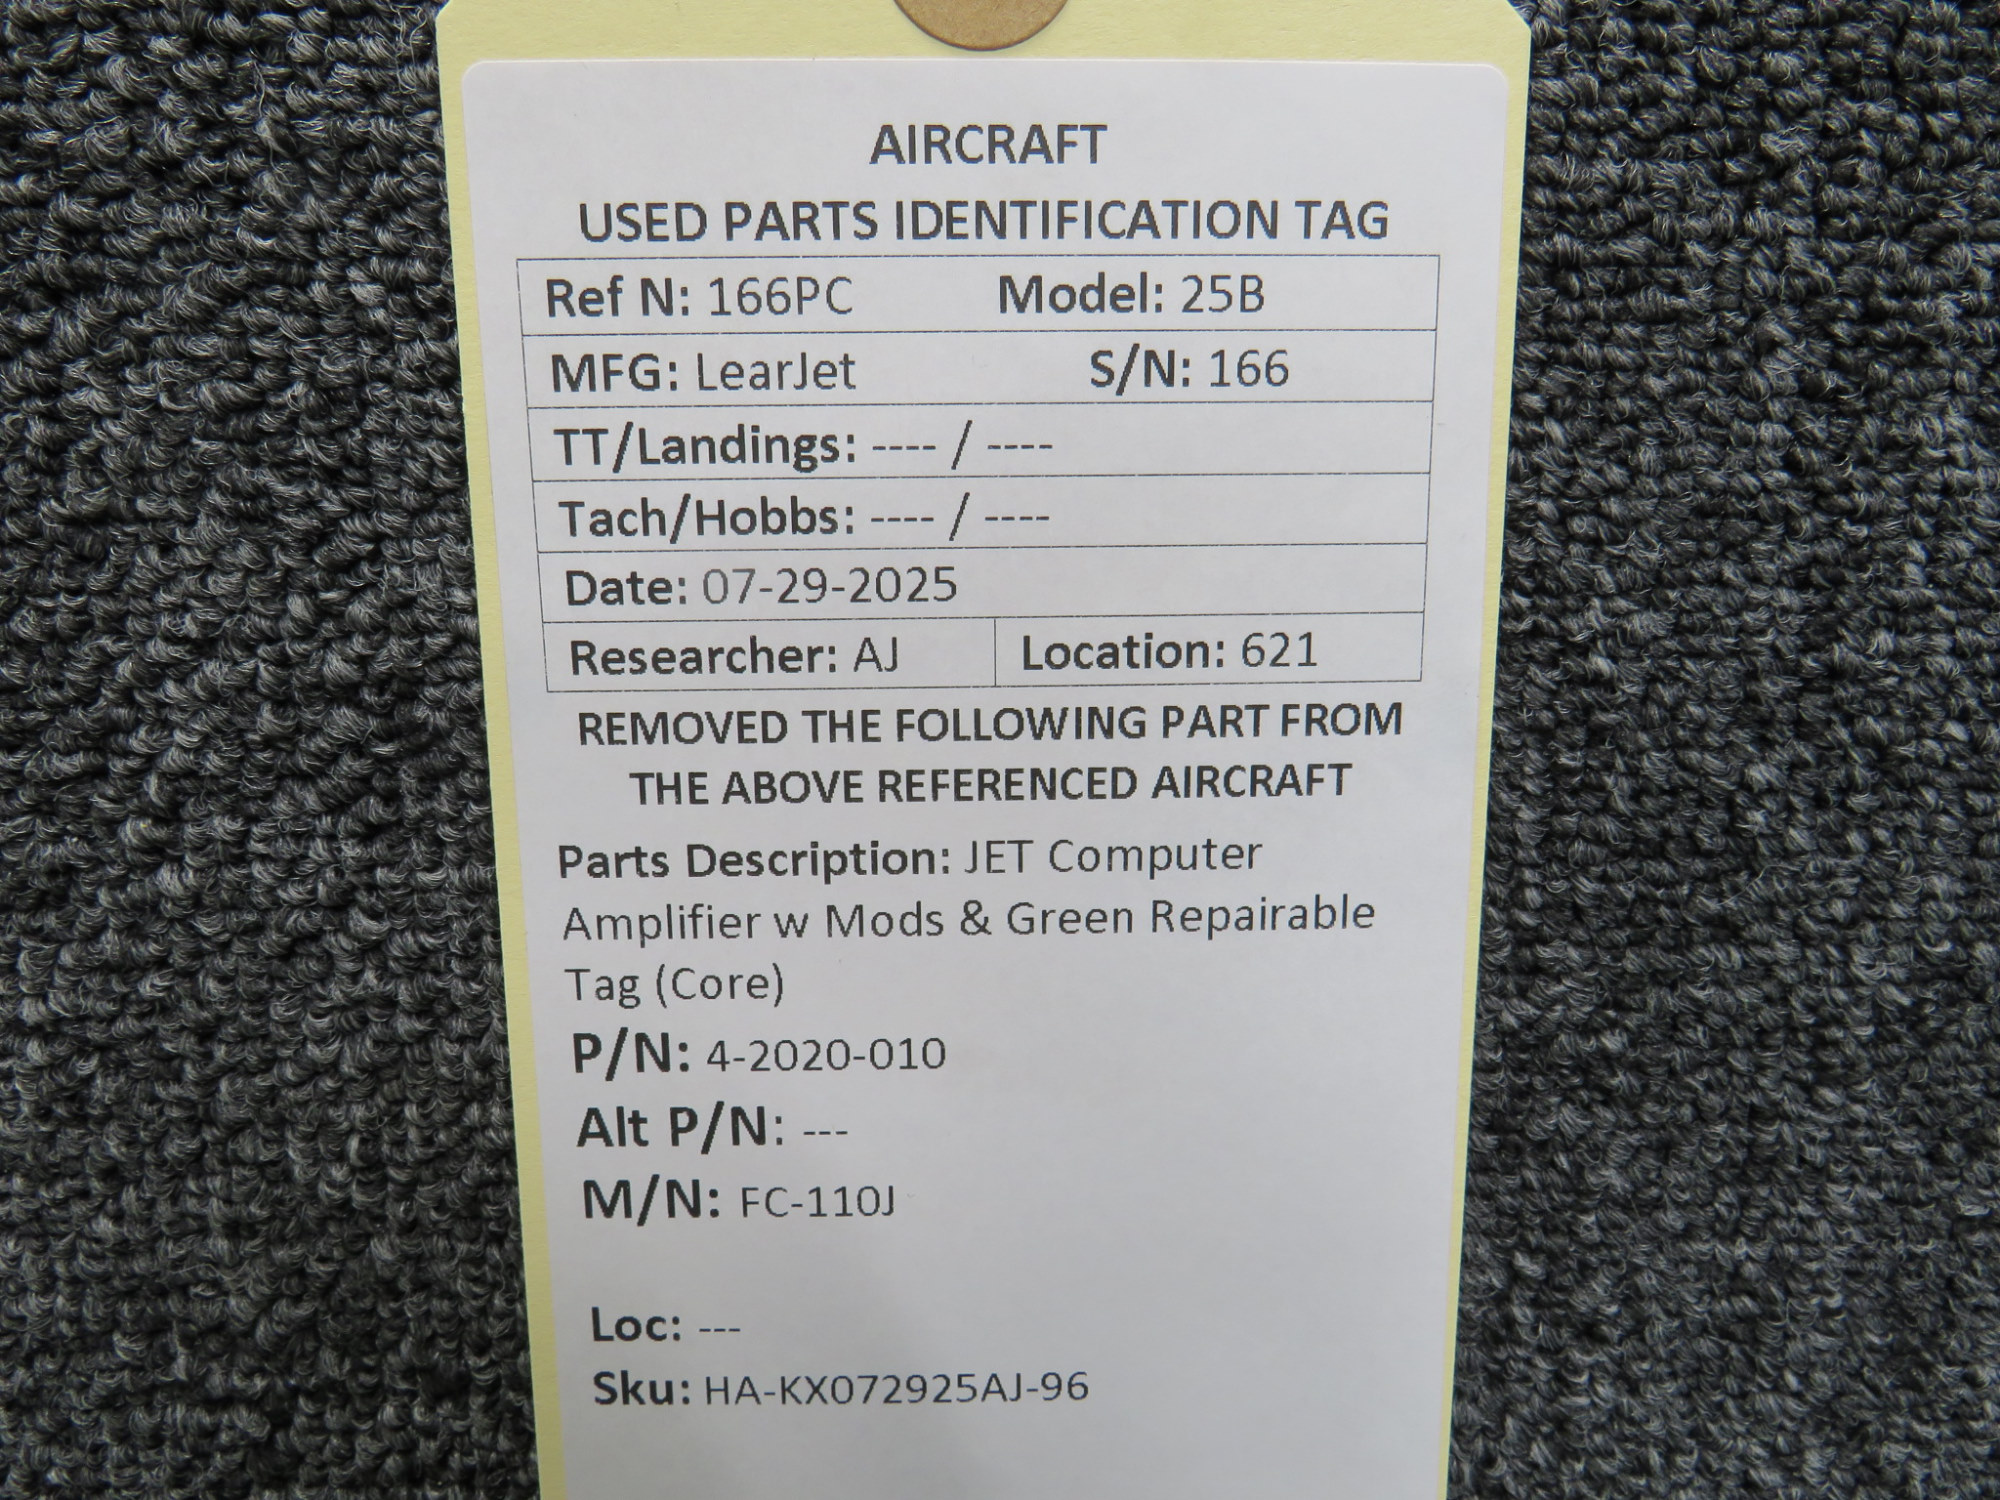 AIRCRAFT
USED PARTS IDENTIFICATION TAG
Ref N: 166PC Model: 25B
MFG: LearJet S/N: 166
TT/Landings: ---- / ----
Tach/Hobbs: ---- / ----
Date: 07-29-2025
Researcher: AJ Location: 621
REMOVED THE FOLLOWING PART FROM
THE ABOVE REFERENCED AIRCRAFT
Parts Description: JET Computer
Amplifier w Mods & Green Repairable
Tag (Core)
P/N: 4-2020-010
Alt P/N: ---
M/N: FC-110J
Loc: ---
Sku: HA-KX072925AJ-96